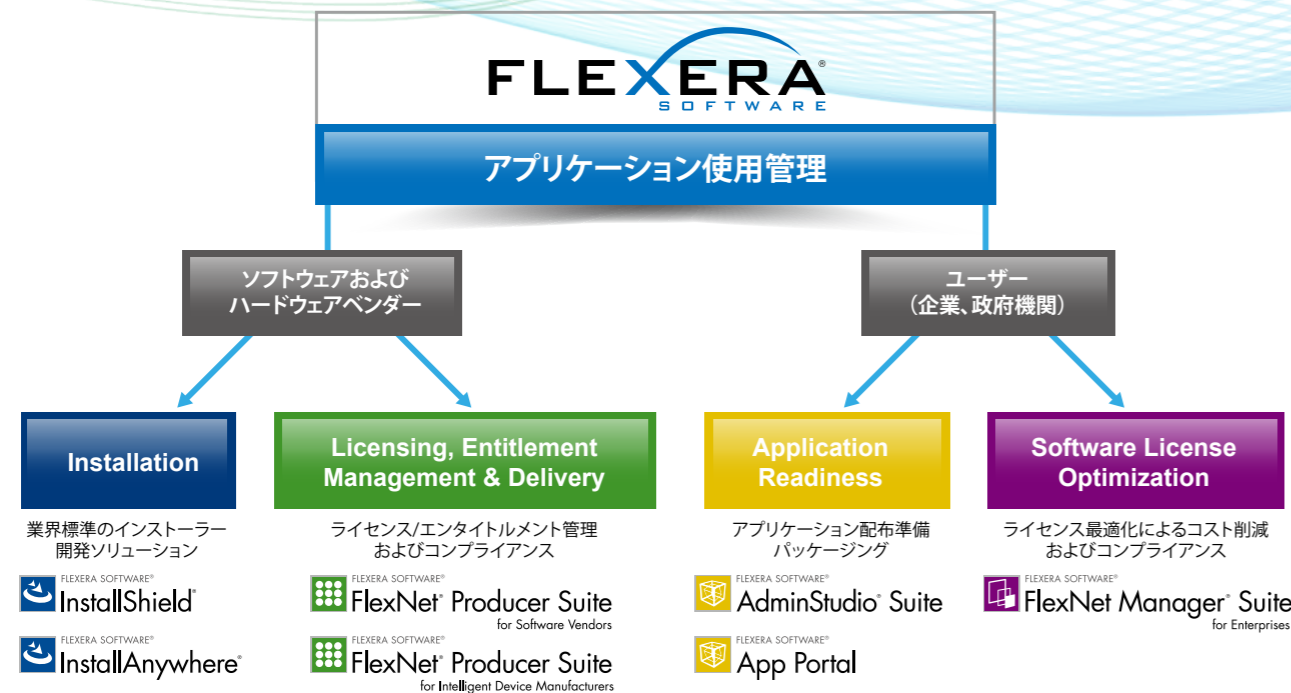 FLEXERA®
SOFTWARE
アプリケーション使用管理
ソフトウェアおよび
ハードウェアベンダー
ユーザー
（企業、政府機関）
Installation
業界標準のインストーラー
開発ソリューション
FLEXERA SOFTWARE®
InstallShield®
FLEXERA SOFTWARE®
InstallAnywhere®
Licensing, Entitlement
Management & Delivery
ライセンス/エンタイトルメント管理
およびコンプライアンス
FLEXERA SOFTWARE®
FlexNet® Producer Suite
for Software Vendors
FLEXERA SOFTWARE®
FlexNet® Producer Suite
for Intelligent Device Manufacturers
Application
Readiness
アプリケーション配布準備
パッケージング
FLEXERA SOFTWARE®
AdminStudio® Suite
FLEXERA SOFTWARE®
App Portal
Software License
Optimization
ライセンス最適化によるコスト削減
およびコンプライアンス
FLEXERA SOFTWARE®
FlexNet Manager® Suite
for Enterprises